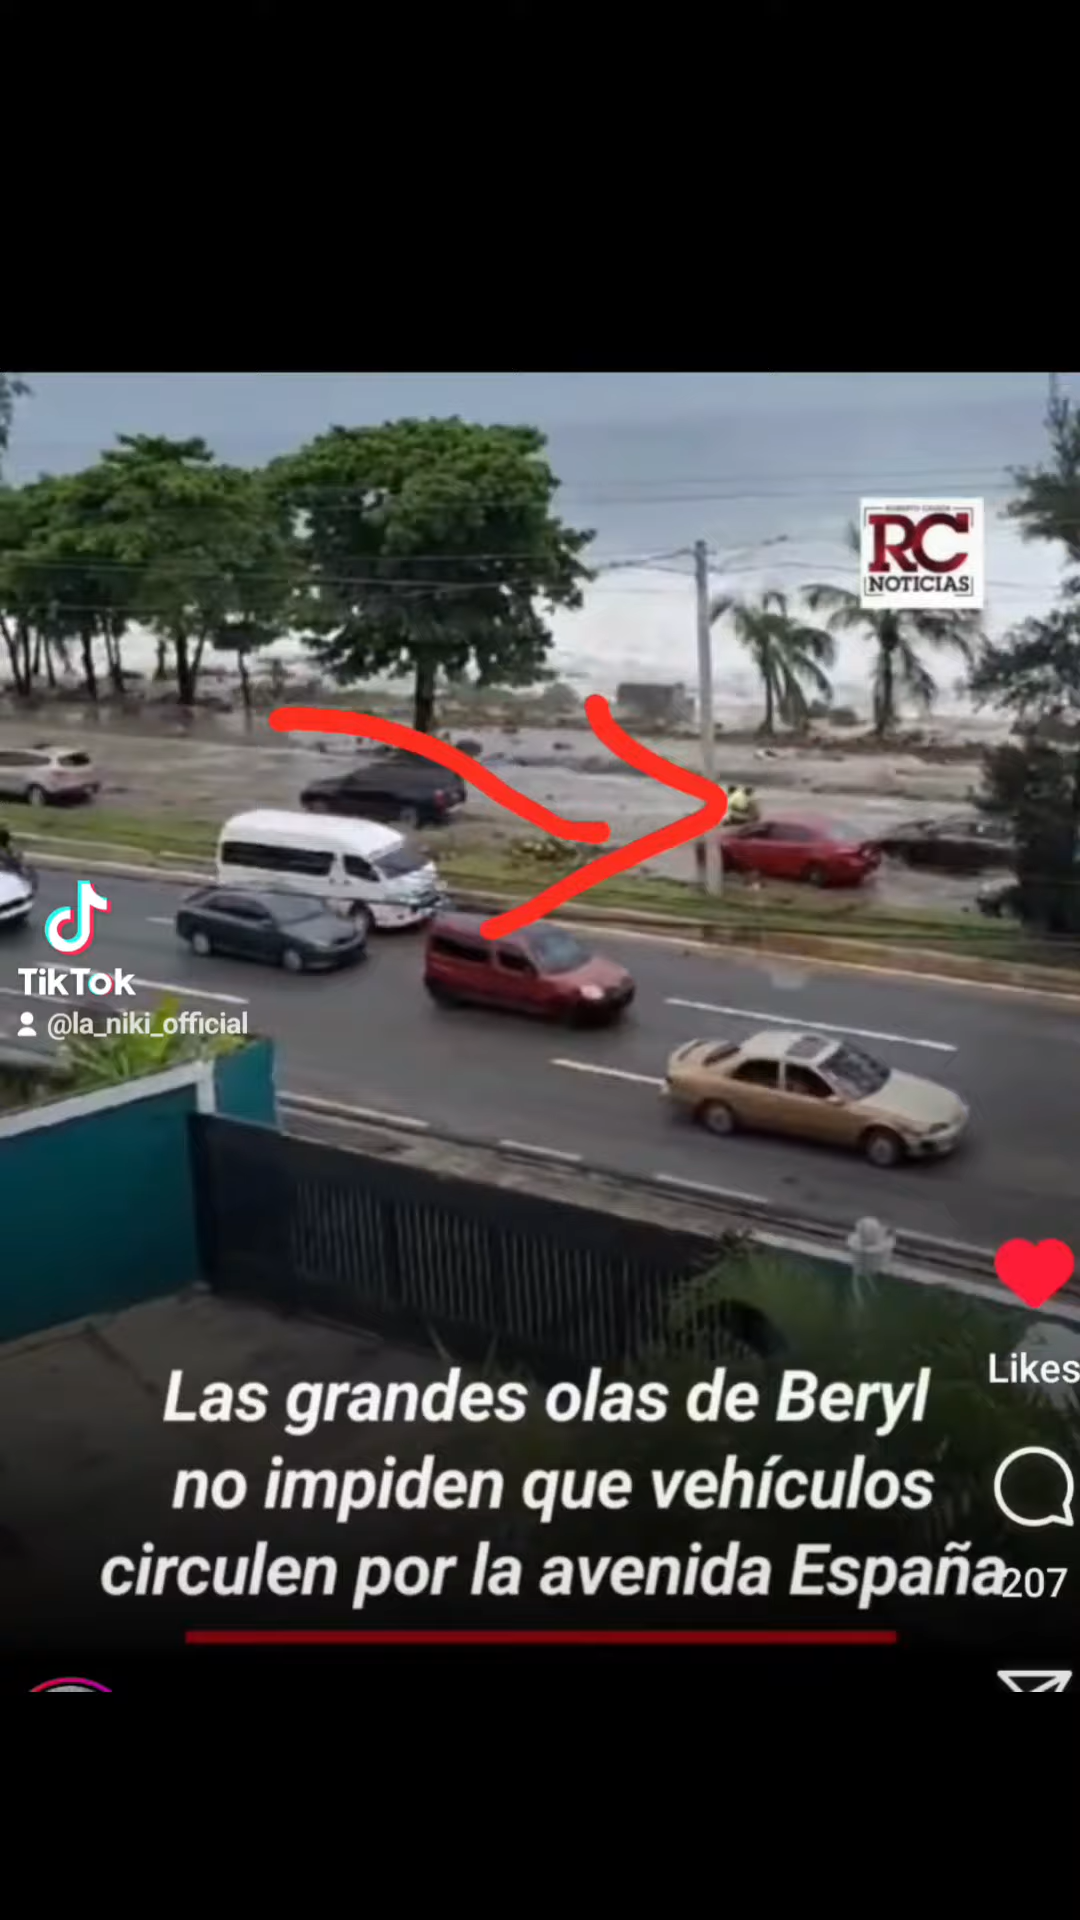 RC
NOTICIAS
TikTok
@la_niki_official
Likes
Las grandes olas de Beryl
no impiden que vehículos
circulen por la avenida España
207